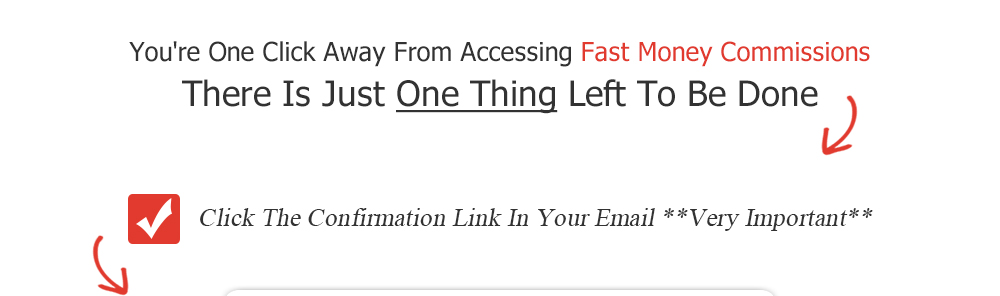 You're One Click Away From Accessing Fast Money Commissions
There Is Just One Thing Left To Be Done
Click The Confirmation Link In Your Email **Very Important**